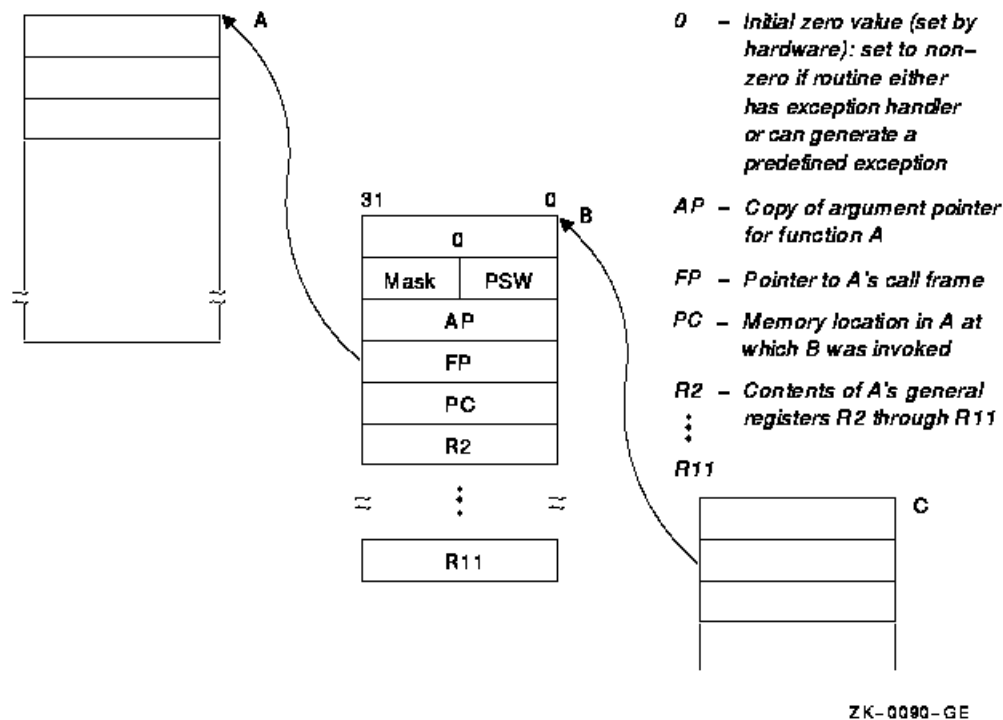 A
31 0
B
0
Mask PSW
AP
FP
PC
R2
R11
0 – Initial zero value (set by
hardware): set to non–
zero if routine either
has exception handler
or can generate a
predefined exception
AP – Copy of argument pointer
for function A
FP – Pointer to A's call frame
PC – Memory location in A at
which B was invoked
R2 – Contents of A's general
registers R2 through R11
R11
C
ZK–0090–GE